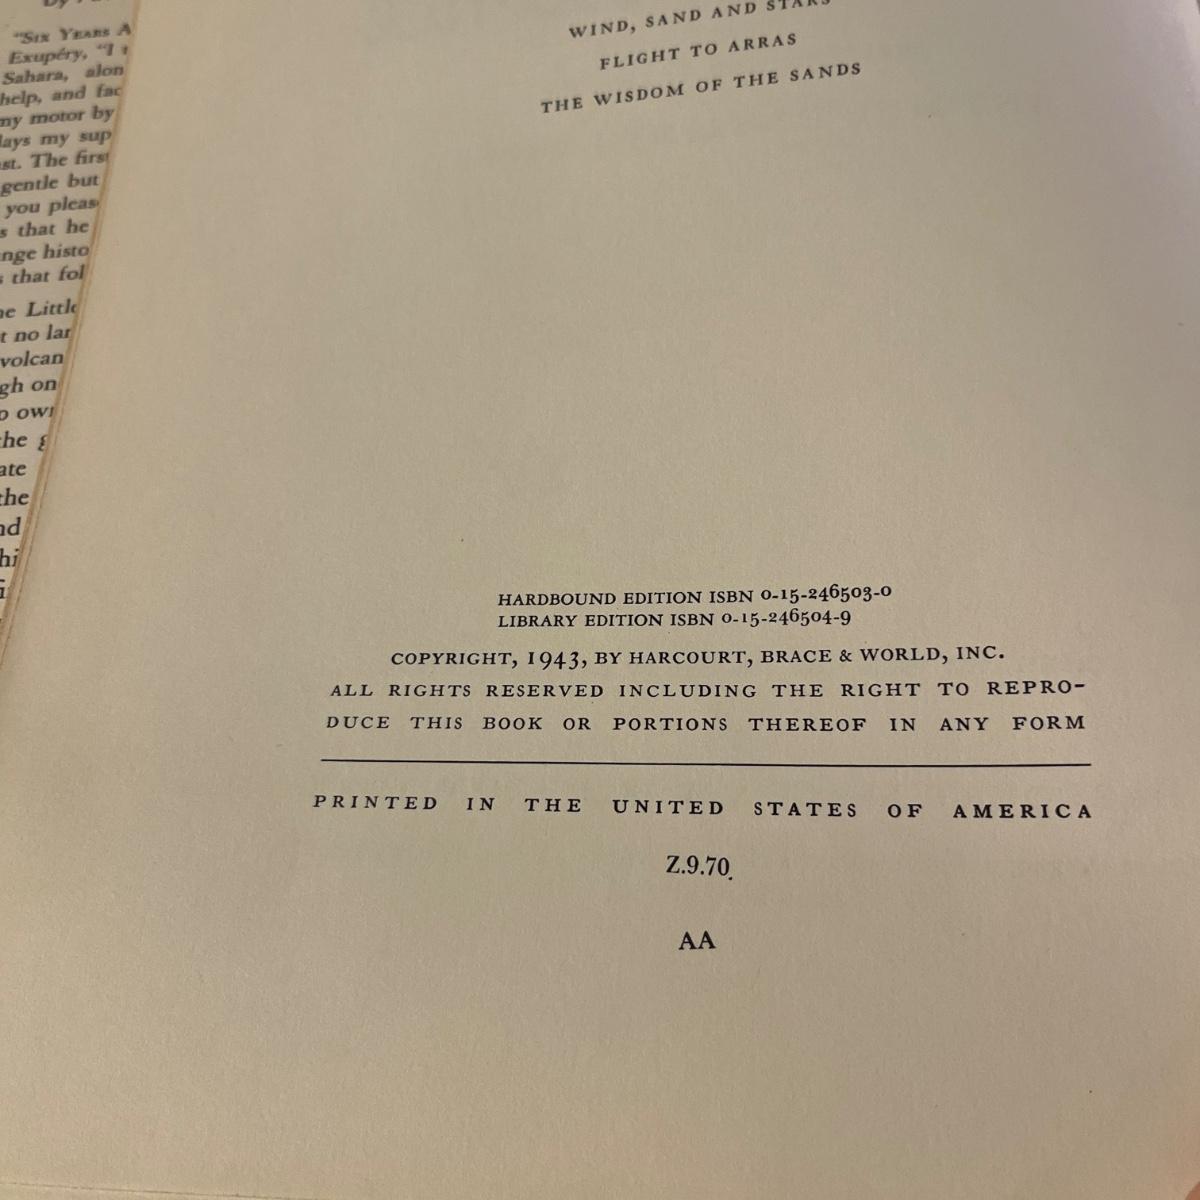 "SIX YEARS A
Exupéry, "I
Sahara, alon
help, and fac
my motor by
days my sup
st. The first
gentle but
you pleas
s that he
nge histo
s that fol
he Little
t no lar
volcan
gh on
o own
the g
ate
the
nd
hi
WIND, SAND AND STARS
FLIGHT TO ARRAS
THE WISDOM OF THE SANDS
HARDBOUND EDITION ISBN 0-15-246503-0
LIBRARY EDITION ISBN 0-15-246504-9
COPYRIGHT, 1943, BY HARCOURT, BRACE & WORLD, INC.
ALL RIGHTS RESERVED INCLUDING THE RIGHT TO REPRO-
DUCE THIS BOOK OR PORTIONS THEREOF IN ANY FORM
PRINTED IN THE UNITED STATES OF AMERICA
Z.9.70.
AA